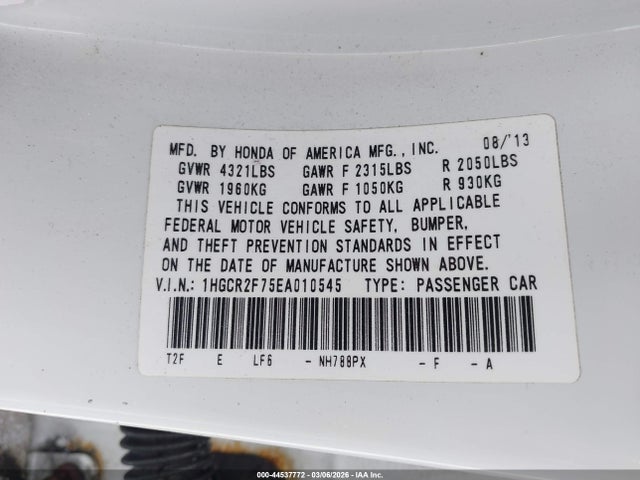 MFD. BY HONDA OF AMERICA MFG., INC. 08/'13
GVWR 4321LBS GAWR F 2315LBS R 2050LBS
GVWR 1960KG GAWR F 1050KG R 930KG
THIS VEHICLE CONFORMS TO ALL APPLICABLE
FEDERAL MOTOR VEHICLE SAFETY, BUMPER,
AND THEFT PREVENTION STANDARDS IN EFFECT
ON THE DATE OF MANUFACTURE SHOWN ABOVE.
V.I.N.: 1HGCR2F75EA010545 TYPE: PASSENGER CAR
T2F E LF6 - NH788PX - F - A
000-44537772 - 03/06/2026 - IAA Inc.